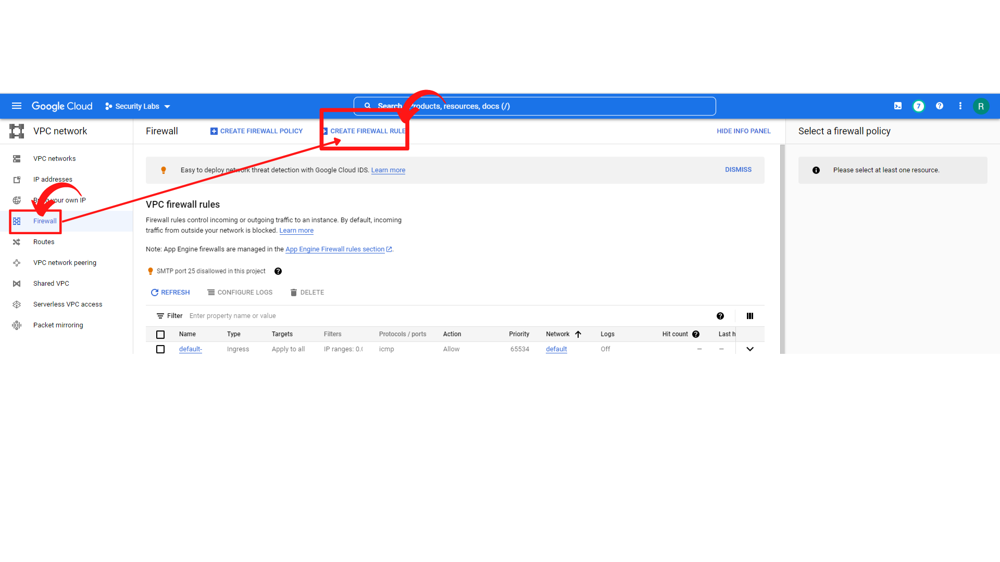 Google Cloud Security Labs Search Products, resources, docs (/) 7 R
VPC network
VPC networks
IP addresses
Bring your own IP
Firewall
Routes
VPC network peering
Shared VPC
Serverless VPC access
Packet mirroring
Firewall CREATE FIREWALL POLICY CREATE FIREWALL RULE HIDE INFO PANEL
Easy to deploy network threat detection with Google Cloud IDS. Learn more DISMISS
VPC firewall rules
Firewall rules control incoming or outgoing traffic to an instance. By default, incoming
traffic from outside your network is blocked. Learn more
Note: App Engine firewalls are managed in the App Engine Firewall rules section.
SMTP port 25 disallowed in this project
REFRESH CONFIGURE LOGS DELETE
Filter Enter property name or value
Name Type Targets Filters Protocols / ports Action Priority Network Logs Hit count Last h
default- Ingress Apply to all IP ranges: 0.( icmp Allow 65534 default Off — —
Select a firewall policy
Please select at least one resource.